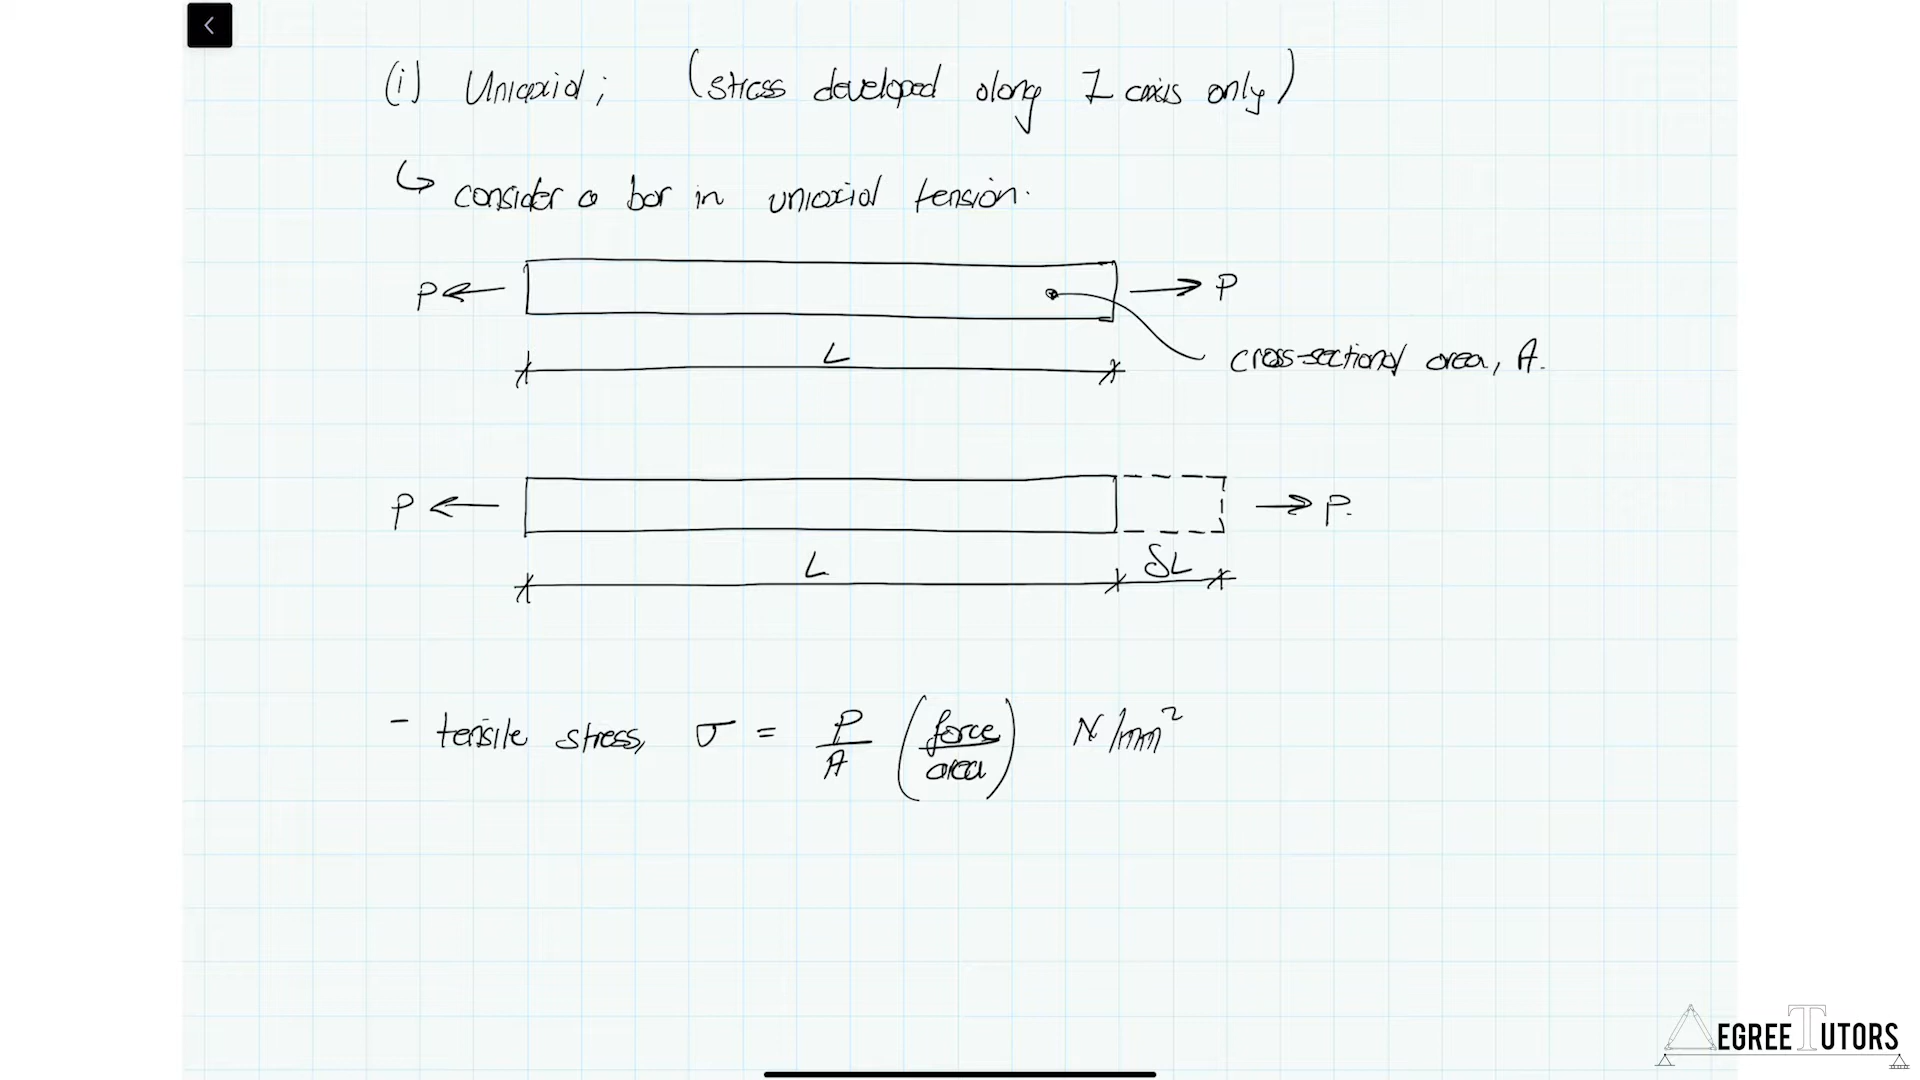 (i) Uniaxial; (stress developed along 1 axis only)
↳ consider a bar in uniaxial tension.
P ← → P
L
cross-sectional area, A.
P ← → P.
L δL
- tensile stress, σ = P/A (force/area) N/mm²
DEGREE TUTORS